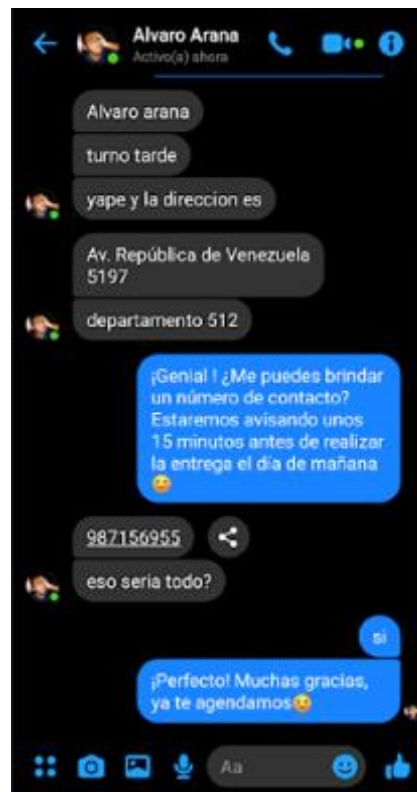 Alvaro Arana
Activo(a) ahora
Alvaro arana
turno tarde
yape y la direccion es
Av. República de Venezuela
5197
departamento 512
¡Genial ! ¿Me puedes brindar
un número de contacto?
Estaremos avisando unos
15 minutos antes de realizar
la entrega el día de mañana
😅
987156955
eso seria todo?
si
¡Perfecto! Muchas gracias,
ya te agendamos😉
Aa